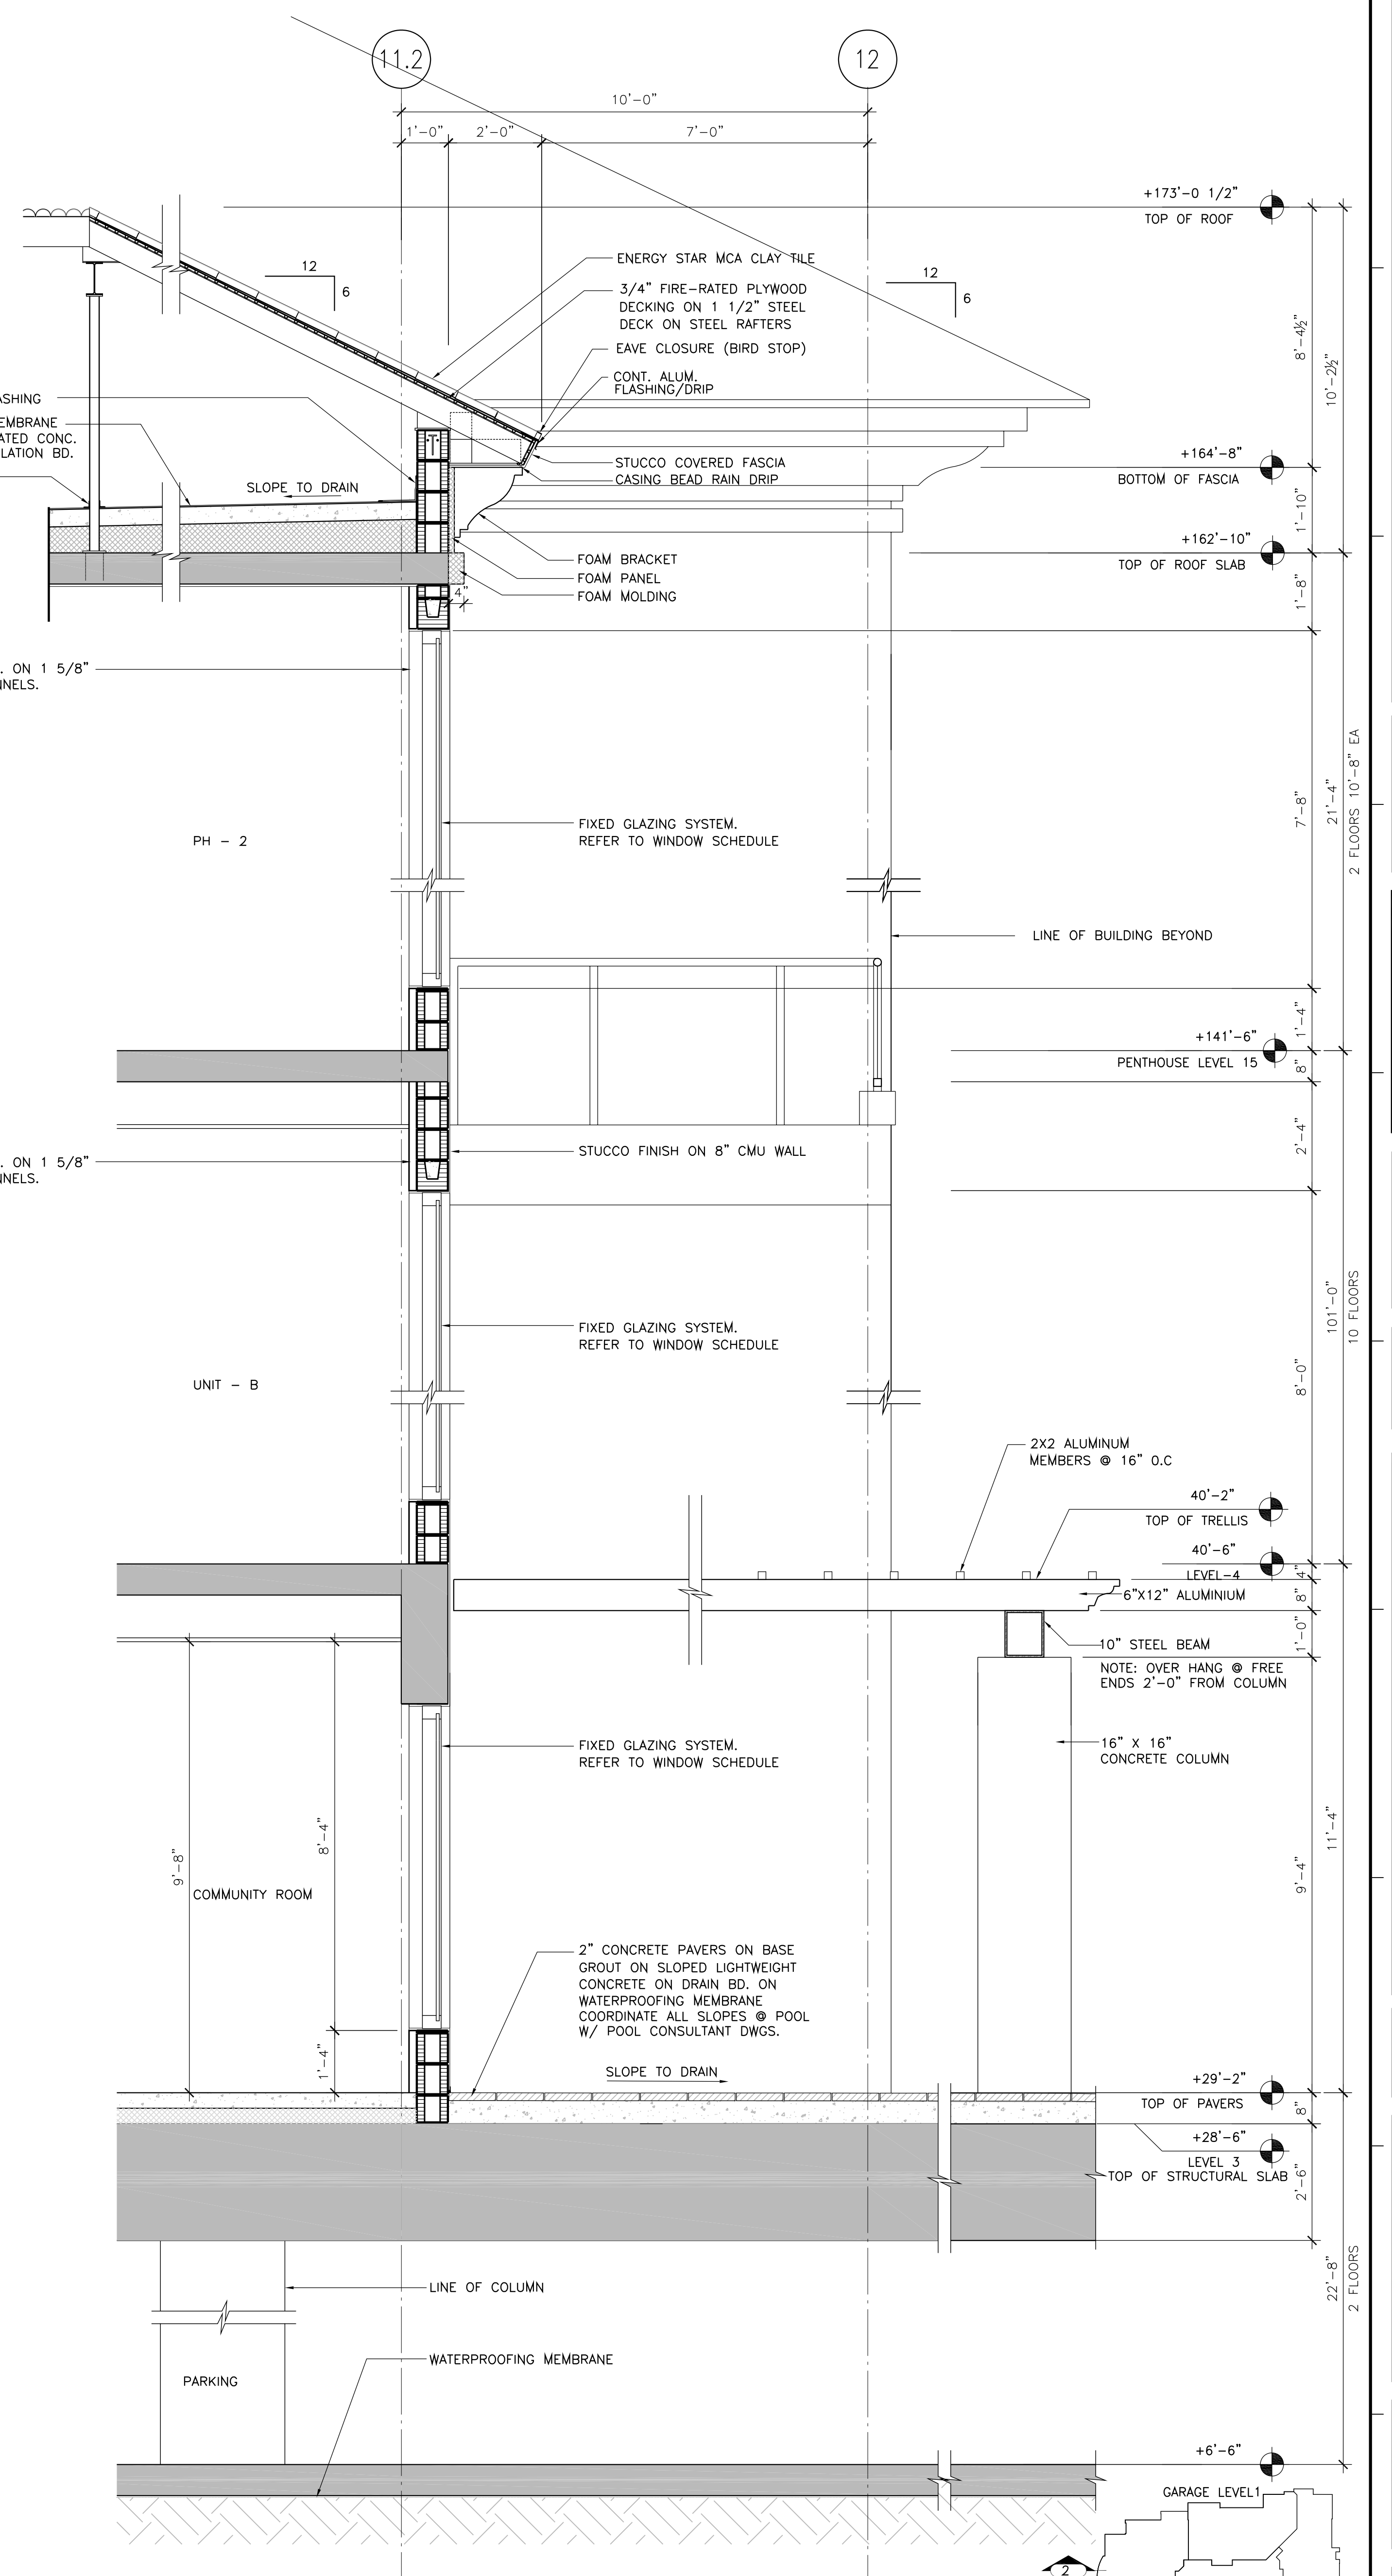 11.2
12
10'-0"
1'-0"
2'-0"
7'-0"
+173'-0 1/2"
TOP OF ROOF
12
6
ENERGY STAR MCA CLAY TILE
3/4" FIRE-RATED PLYWOOD
DECKING ON 1 1/2" STEEL
DECK ON STEEL RAFTERS
EAVE CLOSURE (BIRD STOP)
CONT. ALUM.
FLASHING/DRIP
12
6
8'-4½"
10'-2½"
ASHING
EMBRANE
ATED CONC.
LATION BD.
SLOPE TO DRAIN
STUCCO COVERED FASCIA
CASING BEAD RAIN DRIP
+164'-8"
BOTTOM OF FASCIA
1'-10"
+162'-10"
TOP OF ROOF SLAB
FOAM BRACKET
FOAM PANEL
FOAM MOLDING
4"
1'-8"
. ON 1 5/8"
NNELS.
PH - 2
FIXED GLAZING SYSTEM.
REFER TO WINDOW SCHEDULE
7'-8"
21'-4"
2 FLOORS 10'-8" EA
LINE OF BUILDING BEYOND
1'-4"
+141'-6"
PENTHOUSE LEVEL 15
8"
STUCCO FINISH ON 8" CMU WALL
2'-4"
. ON 1 5/8"
NNELS.
FIXED GLAZING SYSTEM.
REFER TO WINDOW SCHEDULE
UNIT - B
8'-0"
101'-0"
10 FLOORS
2X2 ALUMINUM
MEMBERS @ 16" O.C
40'-2"
TOP OF TRELLIS
40'-6"
LEVEL-4
4"
6"X12" ALUMINIUM
8"
10" STEEL BEAM
1'-0"
NOTE: OVER HANG @ FREE
ENDS 2'-0" FROM COLUMN
FIXED GLAZING SYSTEM.
REFER TO WINDOW SCHEDULE
16" X 16"
CONCRETE COLUMN
9'-8"
8'-4"
COMMUNITY ROOM
9'-4"
11'-4"
2" CONCRETE PAVERS ON BASE
GROUT ON SLOPED LIGHTWEIGHT
CONCRETE ON DRAIN BD. ON
WATERPROOFING MEMBRANE
COORDINATE ALL SLOPES @ POOL
W/ POOL CONSULTANT DWGS.
1'-4"
SLOPE TO DRAIN
+29'-2"
TOP OF PAVERS
8"
+28'-6"
LEVEL 3
TOP OF STRUCTURAL SLAB
2'-6"
LINE OF COLUMN
22'-8"
2 FLOORS
WATERPROOFING MEMBRANE
PARKING
+6'-6"
GARAGE LEVEL1
2